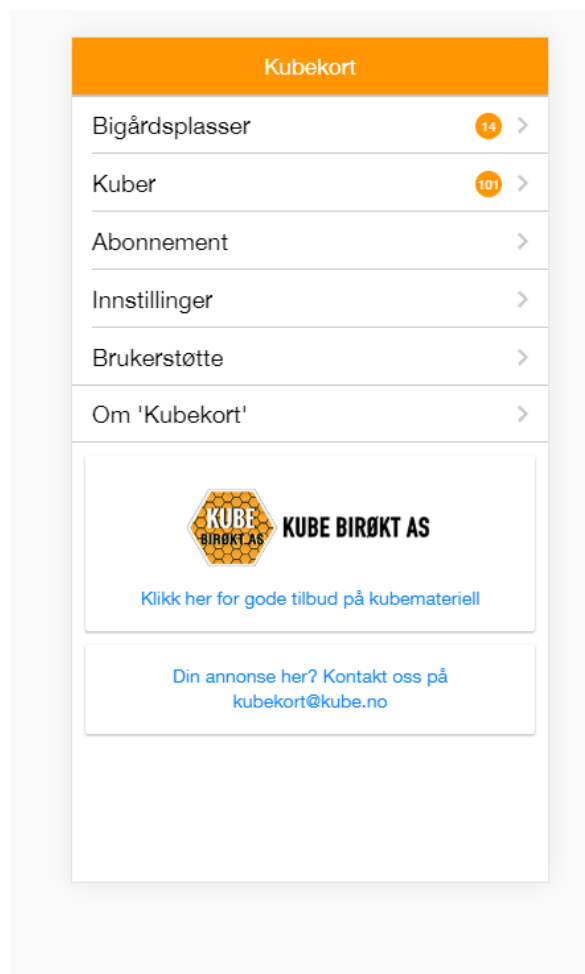 Kubekort
Bigårdsplasser 14
Kuber 101
Abonnement
Innstillinger
Brukerstøtte
Om 'Kubekort'
KUBE
BIRØKT AS
KUBE BIRØKT AS
Klikk her for gode tilbud på kubemateriell
Din annonse her? Kontakt oss på
kubekort@kube.no